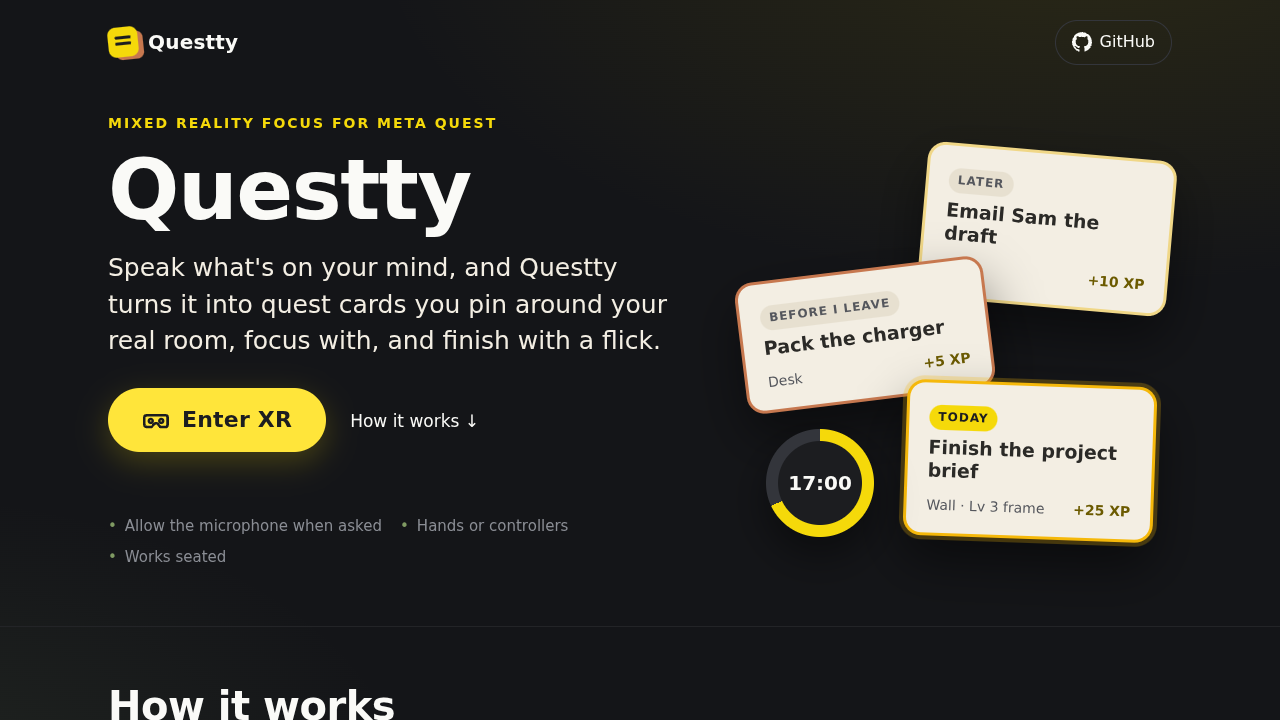 Questty
GitHub
MIXED REALITY FOCUS FOR META QUEST
Questty
Speak what's on your mind, and Questty
turns it into quest cards you pin around your
real room, focus with, and finish with a flick.
Enter XR
How it works ↓
• Allow the microphone when asked
• Hands or controllers
• Works seated
LATER
Email Sam the
draft
+10 XP
BEFORE I LEAVE
Pack the charger
Desk
+5 XP
TODAY
Finish the project
brief
Wall · Lv 3 frame
+25 XP
17:00
How it works